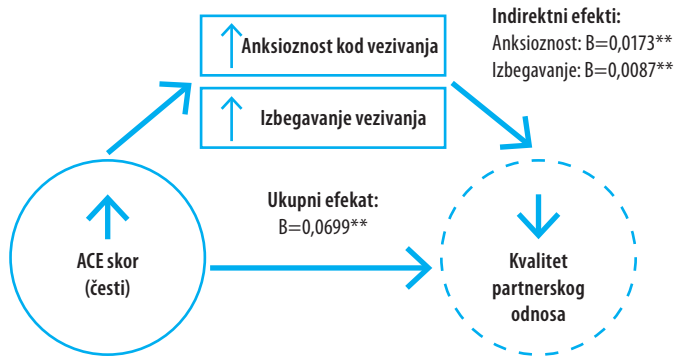 Indirektni efekti:
Anksioznost: B=0,0173**
Izbegavanje: B=0,0087**
Anksioznost kod vezivanja
Izbegavanje vezivanja
Ukupni efekat:
B=0,0699**
ACE skor
(česti)
Kvalitet
partnerskog
odnosa